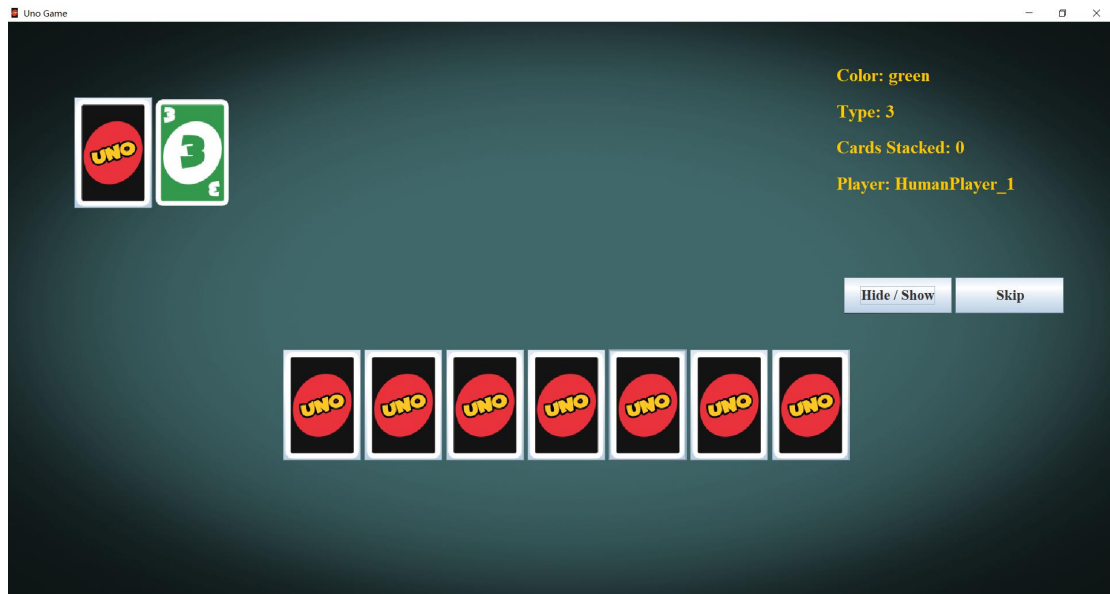 Uno Game
Color: green
Type: 3
Cards Stacked: 0
Player: HumanPlayer_1
UNO
3
3
3
Hide / Show
Skip
UNO
UNO
UNO
UNO
UNO
UNO
UNO